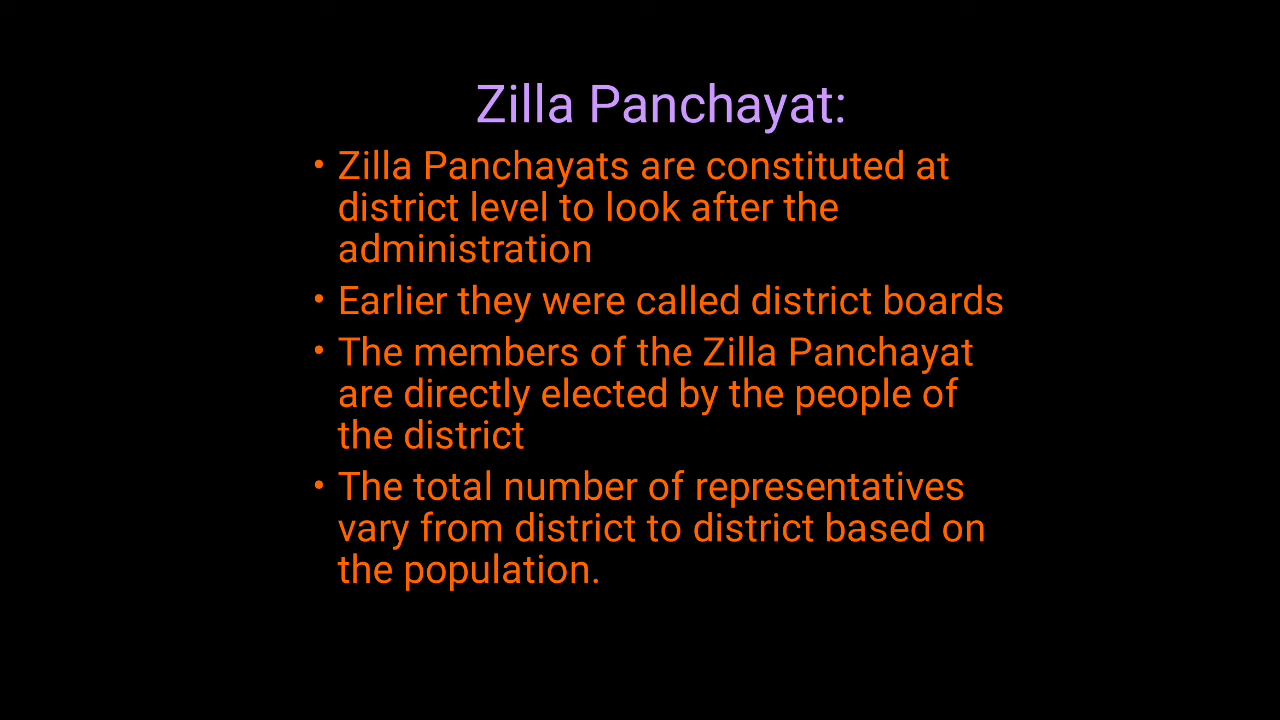 Zilla Panchayat:
• Zilla Panchayats are constituted at
district level to look after the
administration
• Earlier they were called district boards
• The members of the Zilla Panchayat
are directly elected by the people of
the district
• The total number of representatives
vary from district to district based on
the population.